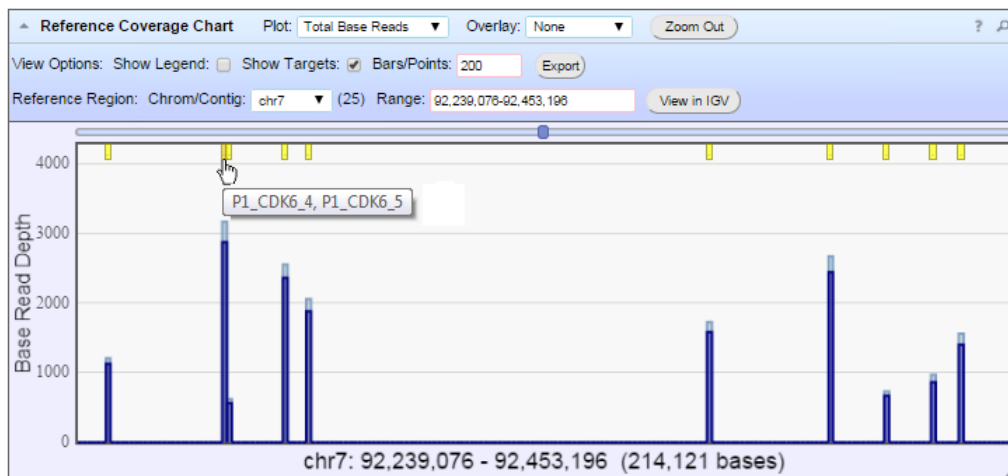 Reference Coverage Chart Plot: Total Base Reads Overlay: None Zoom Out ?
View Options: Show Legend: Show Targets: Bars/Points: 200 Export
Reference Region: Chrom/Contig: chr7 (25) Range: 92,239,076-92,453,196 View in IGV
4000
P1_CDK6_4, P1_CDK6_5
3000
2000
1000
0
Base Read Depth
chr7: 92,239,076 - 92,453,196 (214,121 bases)